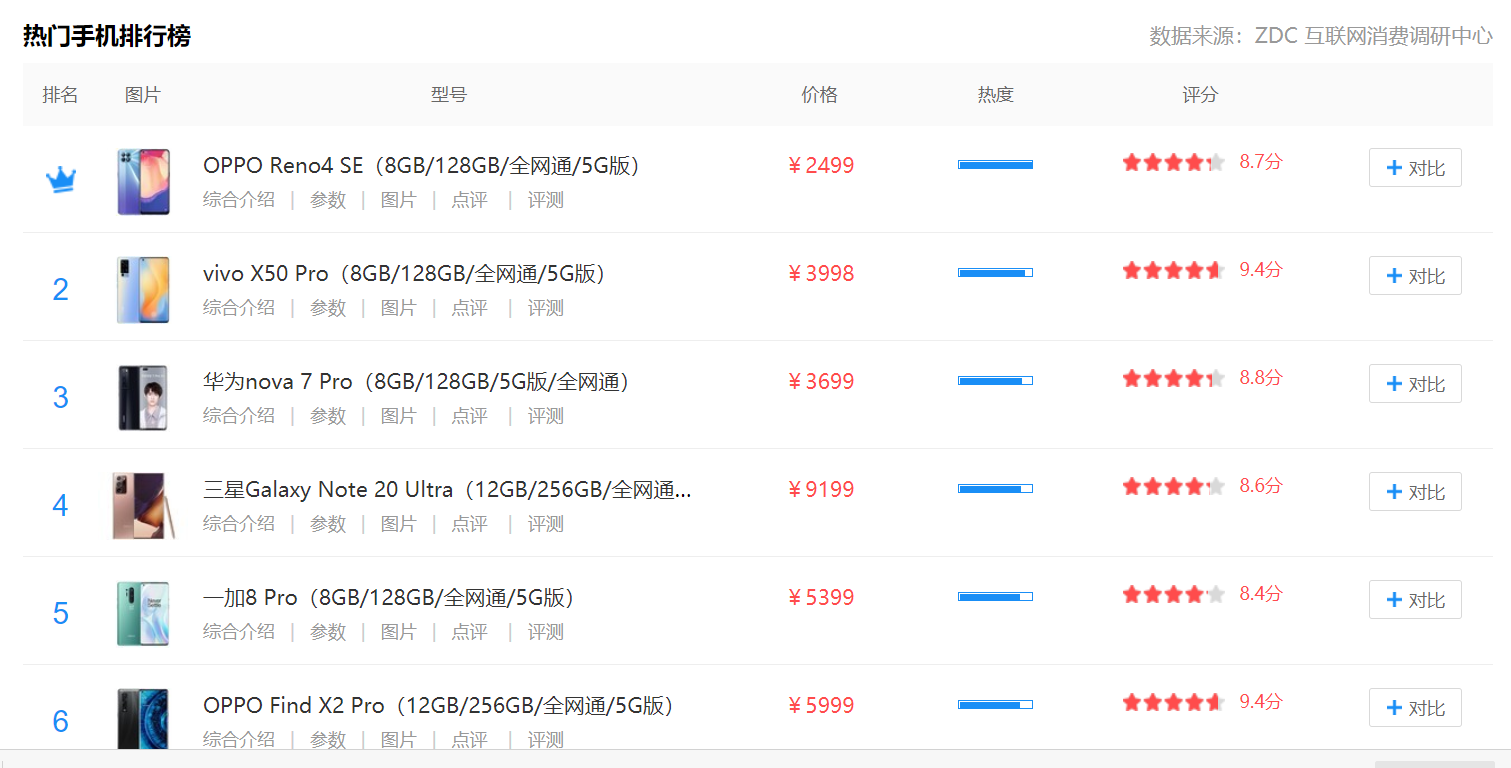 热门手机排行榜
数据来源：ZDC 互联网消费调研中心
排名 图片 型号 价格 热度 评分
OPPO Reno4 SE（8GB/128GB/全网通/5G版） ¥2499 8.7分 +对比
综合介绍 | 参数 | 图片 | 点评 | 评测
2 vivo X50 Pro（8GB/128GB/全网通/5G版） ¥3998 9.4分 +对比
综合介绍 | 参数 | 图片 | 点评 | 评测
3 华为nova 7 Pro（8GB/128GB/5G版/全网通） ¥3699 8.8分 +对比
综合介绍 | 参数 | 图片 | 点评 | 评测
4 三星Galaxy Note 20 Ultra（12GB/256GB/全网通... ¥9199 8.6分 +对比
综合介绍 | 参数 | 图片 | 点评 | 评测
5 一加8 Pro（8GB/128GB/全网通/5G版） ¥5399 8.4分 +对比
综合介绍 | 参数 | 图片 | 点评 | 评测
6 OPPO Find X2 Pro（12GB/256GB/全网通/5G版） ¥5999 9.4分 +对比
综合介绍 | 参数 | 图片 | 点评 | 评测